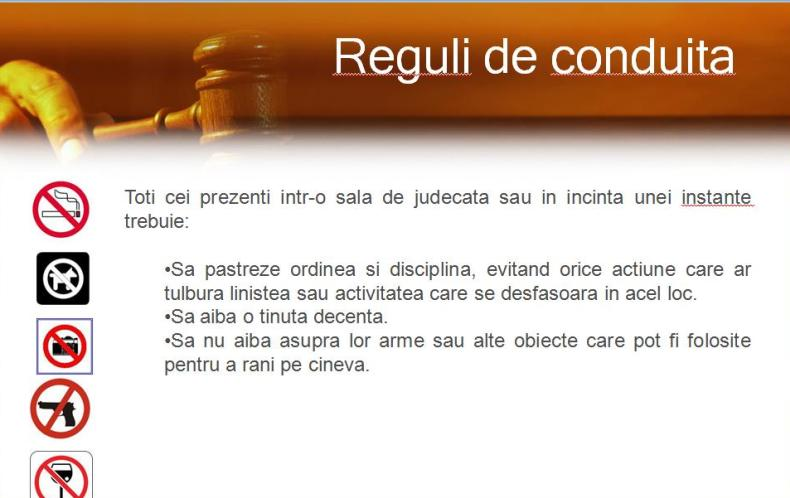 Reguli de conduita
Toti cei prezenti intr-o sala de judecata sau in incinta unei instante
trebuie:
•Sa pastreze ordinea si disciplina, evitand orice actiune care ar
tulbura linistea sau activitatea care se desfasoara in acel loc.
•Sa aiba o tinuta decenta.
•Sa nu aiba asupra lor arme sau alte obiecte care pot fi folosite
pentru a rani pe cineva.